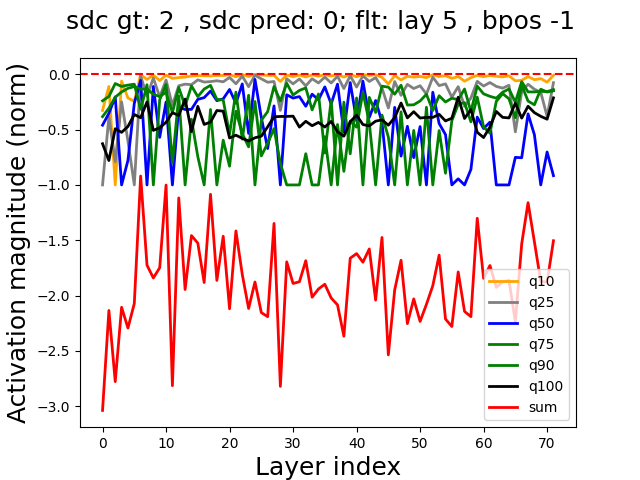 sdc gt: 2 , sdc pred: 0; flt: lay 5 , bpos -1
Activation magnitude (norm)
0.0
−0.5
−1.0
−1.5
−2.0
−2.5
−3.0
q10
q25
q50
q75
q90
q100
sum
0 10 20 30 40 50 60 70
Layer index